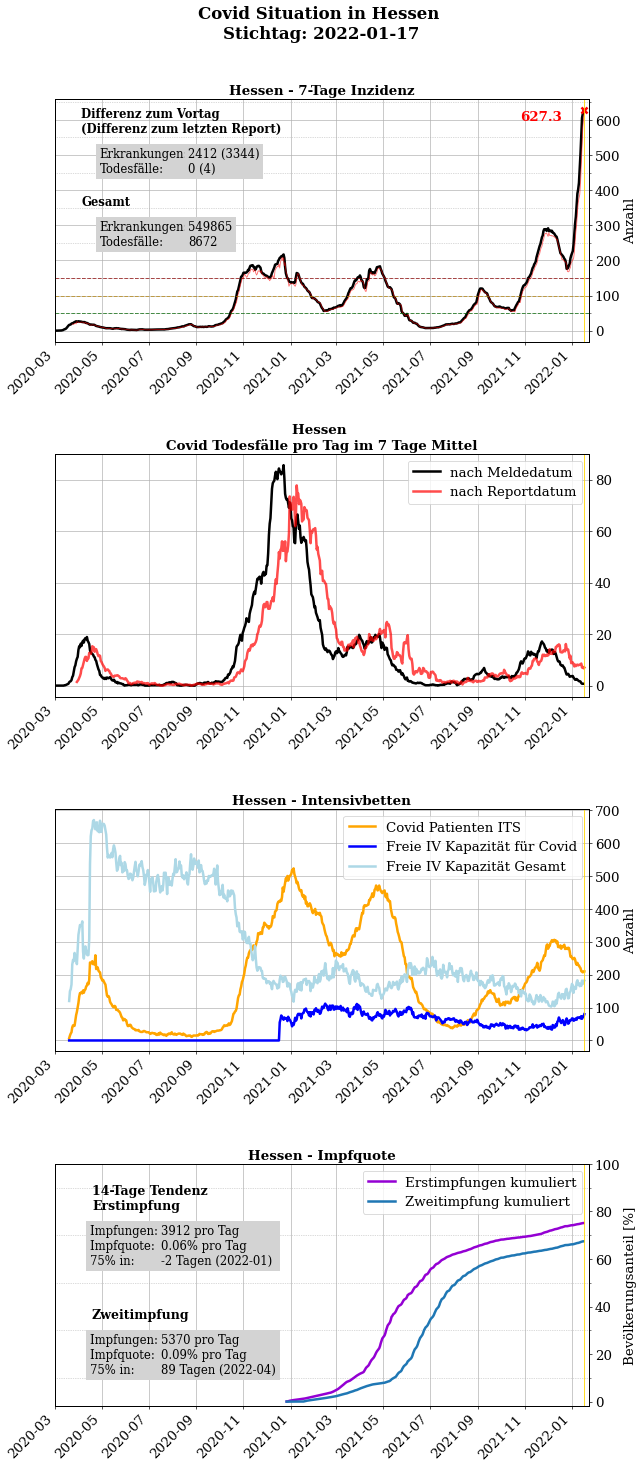 Covid Situation in Hessen
Stichtag: 2022-01-17
Hessen - 7-Tage Inzidenz
Differenz zum Vortag
(Differenz zum letzten Report)
Erkrankungen 2412 (3344)
Todesfälle: 0 (4)
Gesamt
Erkrankungen 549865
Todesfälle: 8672
627.3
600
500
400
300
200
100
0
Anzahl
2020-03
2020-05
2020-07
2020-09
2020-11
2021-01
2021-03
2021-05
2021-07
2021-09
2021-11
2022-01
Hessen
Covid Todesfälle pro Tag im 7 Tage Mittel
nach Meldedatum
nach Reportdatum
80
60
40
20
0
2020-03
2020-05
2020-07
2020-09
2020-11
2021-01
2021-03
2021-05
2021-07
2021-09
2021-11
2022-01
Hessen - Intensivbetten
Covid Patienten ITS
Freie IV Kapazität für Covid
Freie IV Kapazität Gesamt
700
600
500
400
300
200
100
0
Anzahl
2020-03
2020-05
2020-07
2020-09
2020-11
2021-01
2021-03
2021-05
2021-07
2021-09
2021-11
2022-01
Hessen - Impfquote
14-Tage Tendenz
Erstimpfung
Impfungen: 3912 pro Tag
Impfquote: 0.06% pro Tag
75% in: -2 Tagen (2022-01)
Zweitimpfung
Impfungen: 5370 pro Tag
Impfquote: 0.09% pro Tag
75% in: 89 Tagen (2022-04)
Erstimpfungen kumuliert
Zweitimpfung kumuliert
100
80
60
40
20
0
Bevölkerungsanteil [%]
2020-03
2020-05
2020-07
2020-09
2020-11
2021-01
2021-03
2021-05
2021-07
2021-09
2021-11
2022-01